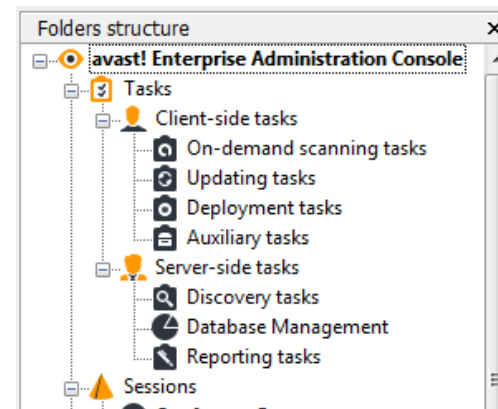 Folders structure
avast! Enterprise Administration Console
Tasks
Client-side tasks
On-demand scanning tasks
Updating tasks
Deployment tasks
Auxiliary tasks
Server-side tasks
Discovery tasks
Database Management
Reporting tasks
Sessions